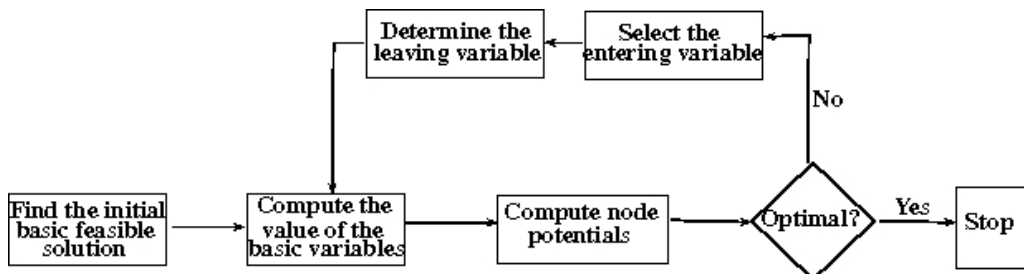 Determine the
leaving variable
Select the
entering variable
No
Find the initial
basic feasible
solution
Compute the
value of the
basic variables
Compute node
potentials
Optimal?
Yes
Stop